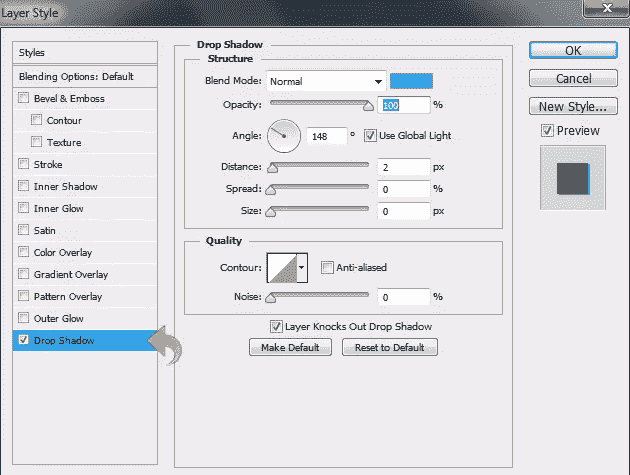 Layer Style
Styles
Blending Options: Default
Bevel & Emboss
Contour
Texture
Stroke
Inner Shadow
Inner Glow
Satin
Color Overlay
Gradient Overlay
Pattern Overlay
Outer Glow
Drop Shadow
Drop Shadow
Structure
Blend Mode: Normal
Opacity: 100 %
Angle: 148 ° Use Global Light
Distance: 2 px
Spread: 0 %
Size: 0 px
Quality
Contour: Anti-aliased
Noise: 0 %
Layer Knocks Out Drop Shadow
Make Default Reset to Default
OK
Cancel
New Style...
Preview